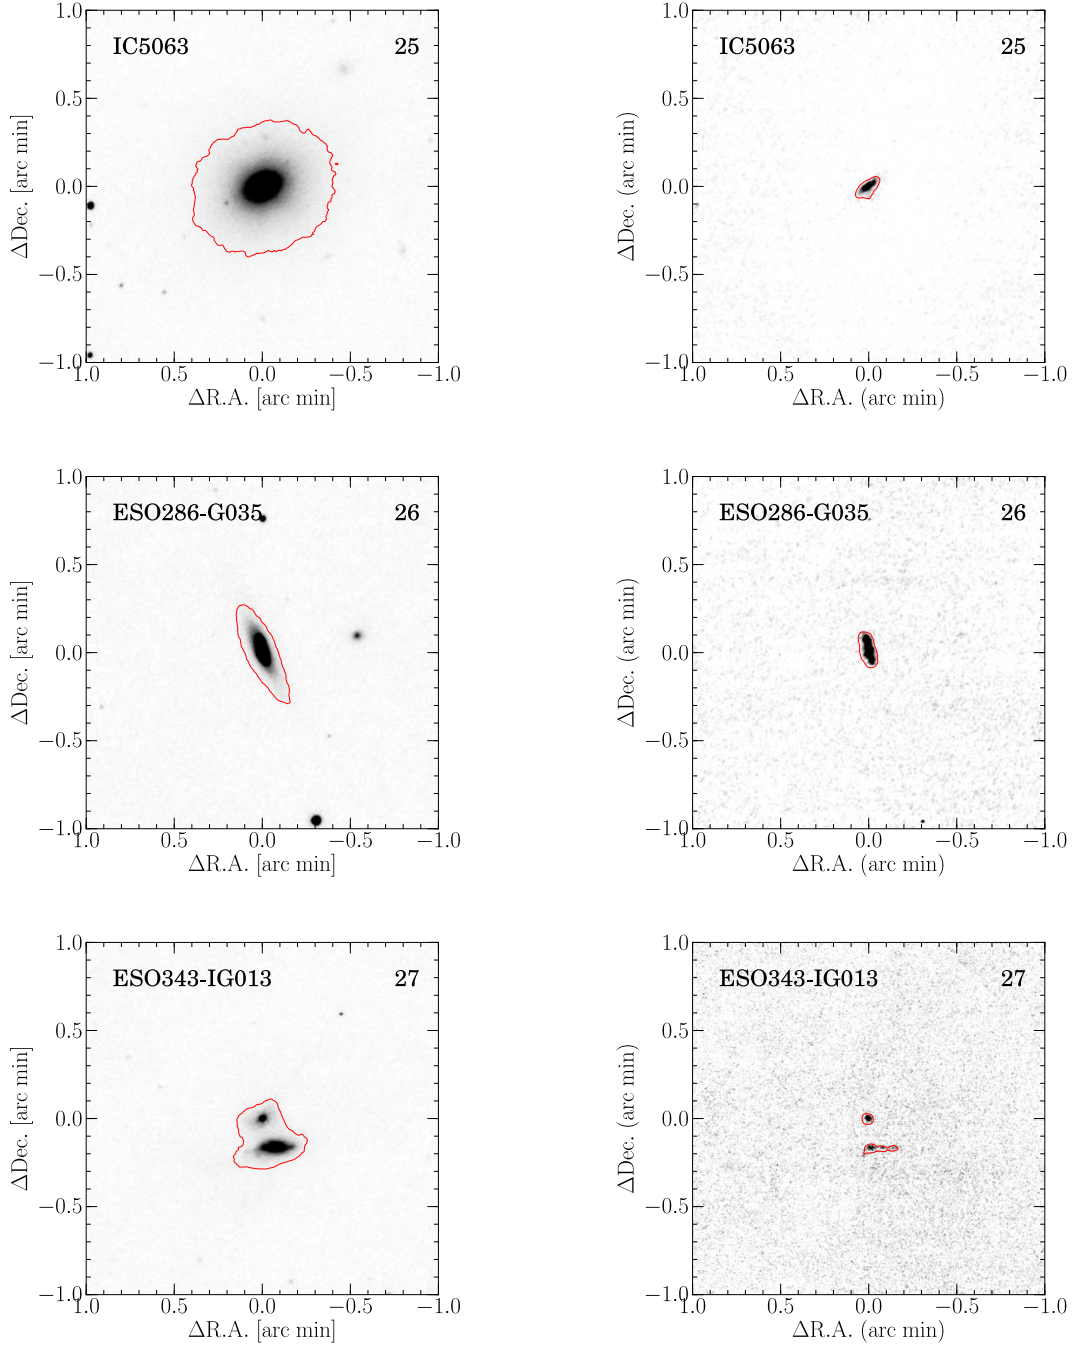 1.0
IC5063 25
0.5
0.0
−0.5
−1.0
1.0 0.5 0.0 −0.5 −1.0
ΔR.A. [arc min]
ΔDec. [arc min]
1.0
IC5063 25
0.5
0.0
−0.5
−1.0
1.0 0.5 0.0 −0.5 −1.0
ΔR.A. (arc min)
ΔDec. (arc min)
1.0
ESO286-G035 26
0.5
0.0
−0.5
−1.0
1.0 0.5 0.0 −0.5 −1.0
ΔR.A. [arc min]
ΔDec. [arc min]
1.0
ESO286-G035 26
0.5
0.0
−0.5
−1.0
1.0 0.5 0.0 −0.5 −1.0
ΔR.A. (arc min)
ΔDec. (arc min)
1.0
ESO343-IG013 27
0.5
0.0
−0.5
−1.0
1.0 0.5 0.0 −0.5 −1.0
ΔR.A. [arc min]
ΔDec. [arc min]
1.0
ESO343-IG013 27
0.5
0.0
−0.5
−1.0
1.0 0.5 0.0 −0.5 −1.0
ΔR.A. (arc min)
ΔDec. (arc min)